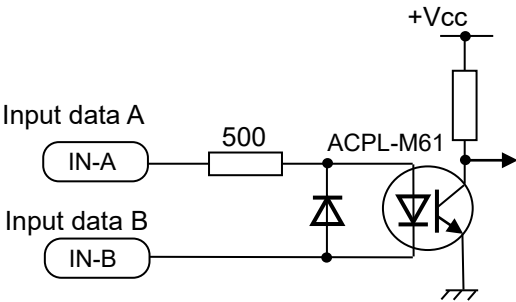 +Vcc
Input data A
500
ACPL-M61
IN-A
Input data B
IN-B